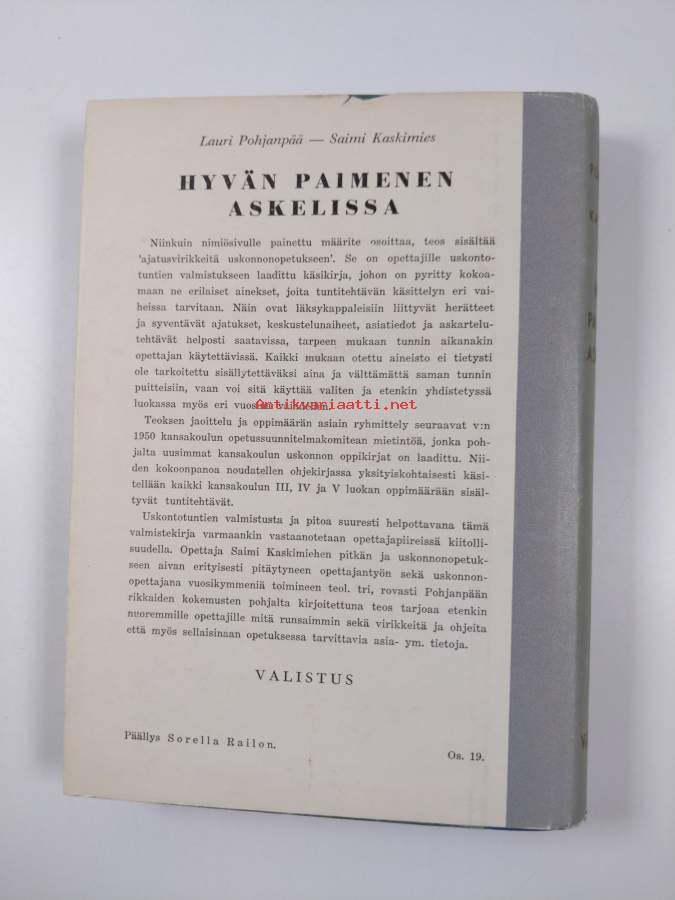 Lauri Pohjanpää — Saimi Kaskimies
HYVÄN PAIMENEN
ASKELISSA
Niinkuin nimiösivulle painettu määrite osoittaa, teos sisältää
'ajatusvirikkeitä uskonnonopetukseen'. Se on opettajille uskonto-
tuntien valmistukseen laadittu käsikirja, johon on pyritty kokoa-
maan ne erilaiset ainekset, joita tuntitehtävän käsittelyn eri vai-
heissa tarvitaan. Näin ovat läksykappaleisiin liittyvät herätteet
ja syventävät ajatukset, keskustelunaiheet, asiatiedot ja askartelu-
tehtävät helposti saatavissa, tarpeen mukaan tunnin aikanakin
opettajan käytettävissä. Kaikki mukaan otettu aineisto ei tietysti
ole tarkoitettu sisällytettäväksi aina ja välttämättä saman tunnin
puitteisiin, vaan voi sitä käyttää valiten ja etenkin yhdistetyssä
luokassa myös eri vuosina
Antikvariaatti.net
Teoksen jaoittelu ja oppimäärän asiain ryhmittely seuraavat v:n
1950 kansakoulun opetussuunnitelmakomitean mietintöä, jonka poh-
jalta uusimmat kansakoulun uskonnon oppikirjat on laadittu. Nii-
den kokoonpanoa noudatellen ohjekirjassa yksityiskohtaisesti käsi-
tellään kaikki kansakoulun III, IV ja V luokan oppimäärään sisäl-
tyvät tuntitehtävät.
Uskontotuntien valmistusta ja pitoa suuresti helpottavana tämä
valmistekirja varmaankin vastaanotetaan opettajapiireissä kiitolli-
suudella. Opettaja Saimi Kaskimiehen pitkän ja uskonnonopetuk-
seen aivan erityisesti pitäytyneen opettajantyön sekä uskonnon-
opettajana vuosikymmeniä toimineen teol. tri, rovasti Pohjanpään
rikkaiden kokemusten pohjalta kirjoitettuna teos tarjoaa etenkin
nuoremmille opettajille mitä runsaimmin sekä virikkeitä ja ohjeita
että myös sellaisinaan opetuksessa tarvittavia asia- ym. tietoja.
VALISTUS
Päällys Sorella Railon.
Os. 19.